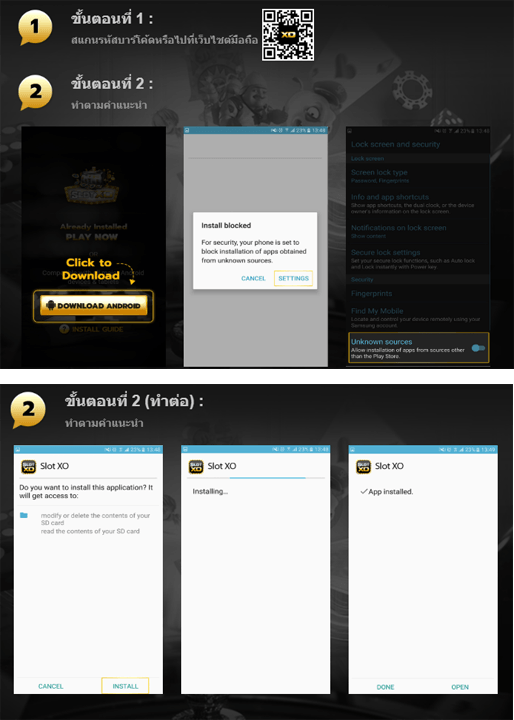 1
ขั้นตอนที่ 1 :
สแกนรหัสบาร์โค้ดหรือไปที่เว็บไซต์มือถือ
XO
2
ขั้นตอนที่ 2 :
ทำตามคำแนะนำ
Already Installed
PLAY NOW
Click to
Download
DOWNLOAD ANDROID
? INSTALL GUIDE
23% 13:40
Install blocked
For security, your phone is set to
block installation of apps obtained
from unknown sources.
CANCEL SETTINGS
23% 13:40
Lock screen and security
Lock screen
Screen lock type
Password, Fingerprints
Info and app shortcuts
Show app shortcuts, the dual clock, or the device
owner's information on the lock screen.
Notifications on lock screen
Show content
Secure lock settings
Set your secure lock functions, such as Auto lock
and Lock instantly with Power key.
Security
Fingerprints
Find My Mobile
Locate and control your device remotely using your
Samsung account.
Unknown sources
Allow installation of apps from sources other
than the Play Store.
2
ขั้นตอนที่ 2 (ทำต่อ) :
ทำตามคำแนะนำ
Slot XO
Do you want to install this application? It
will get access to:
modify or delete the contents of your
SD card
read the contents of your SD card
CANCEL INSTALL
Slot XO
Installing...
Slot XO
✓App installed.
DONE OPEN